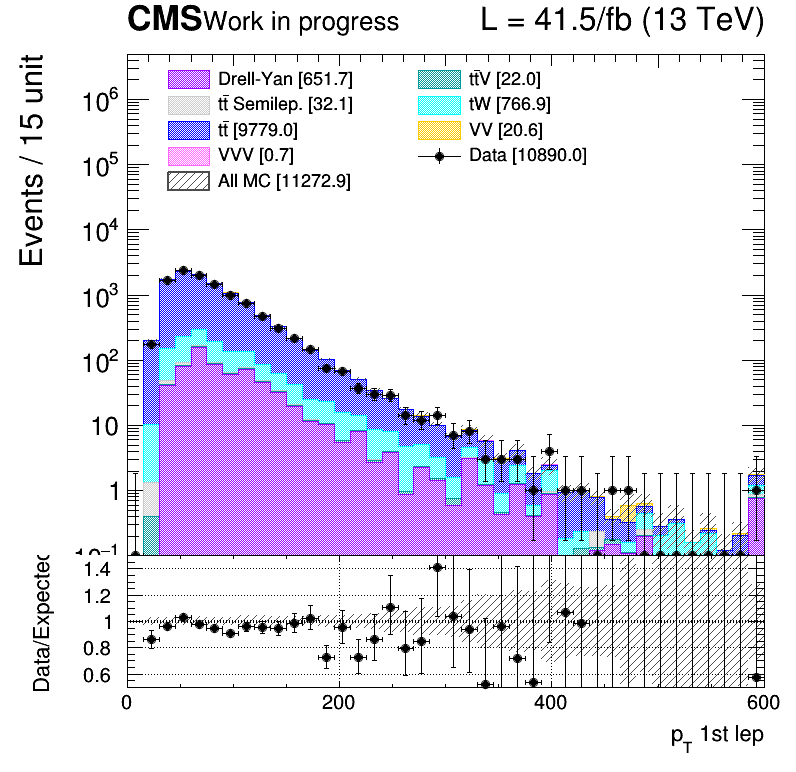 CMS Work in progress L = 41.5/fb (13 TeV)
Events / 15 unit
Drell-Yan [651.7]
tt̄ Semilep. [32.1]
tt̄ [9779.0]
VVV [0.7]
All MC [11272.9]
tt̄V [22.0]
tW [766.9]
VV [20.6]
Data [10890.0]
10⁶
10⁵
10⁴
10³
10²
10
1
10⁻¹
Data/Expected
1.4
1.2
1
0.8
0.6
0 200 400 600
p_T 1st lep